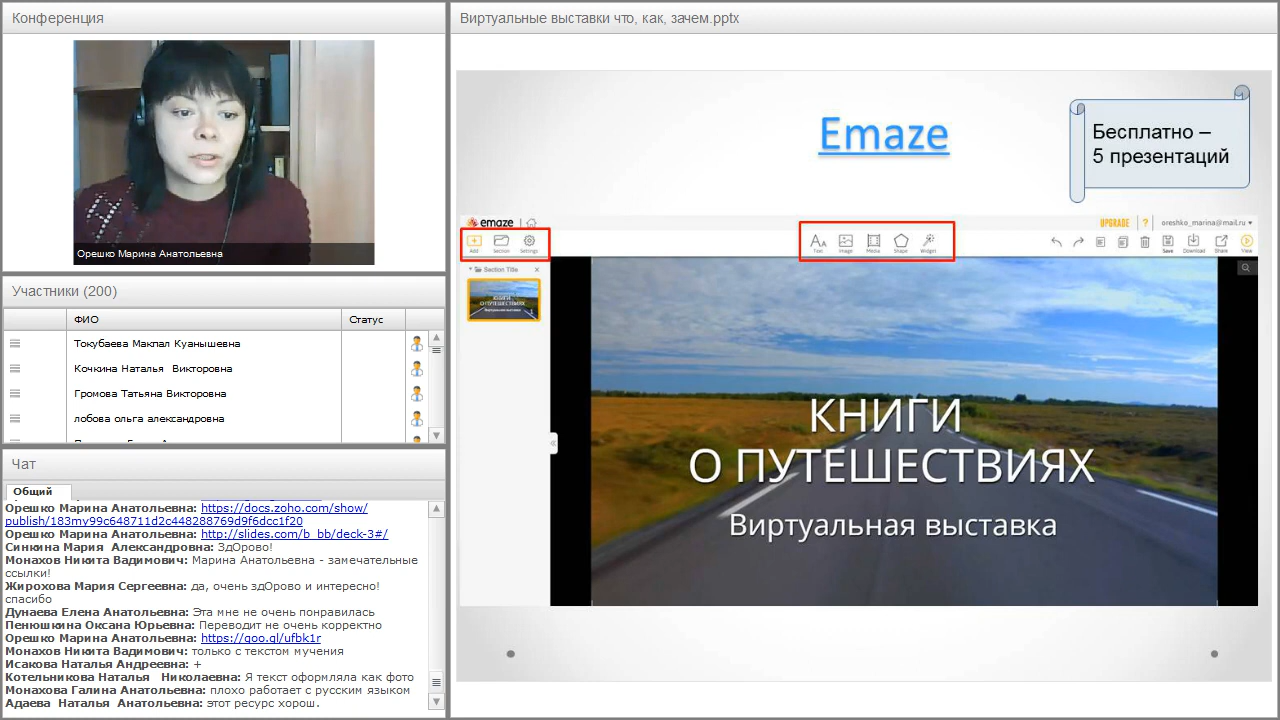 Конференция
Орешко Марина Анатольевна
Участники (200)
ФИО
Статус
Токубаева Макпал Куанышевна
Кочкина Наталья Викторовна
Громова Татьяна Викторовна
лобова ольга александровна
Чат
Общий
Орешко Марина Анатольевна: https://docs.zoho.com/show/
publish/183my99c648711d2c448288769d9f6dcc1f20
Орешко Марина Анатольевна: http://slides.com/b_bb/deck-3#/
Синкина Мария Александровна: ЗдОрово!
Монахов Никита Вадимович: Марина Анатольевна - замечательные
ссылки!
Жирохова Мария Сергеевна: да, очень здОрово и интересно!
спасибо
Дунаева Елена Анатольевна: Эта мне не очень понравилась
Пенюшкина Оксана Юрьевна: Переводит не очень корректно
Орешко Марина Анатольевна: https://goo.gl/ufbk1r
Монахов Никита Вадимович: только с текстом мучения
Исакова Наталья Андреевна: +
Котельникова Наталья Николаевна: Я текст оформляла как фото
Монахова Галина Анатольевна: плохо работает с русским языком
Адаева Наталья Анатольевна: этот ресурс хорош.
Виртуальные выставки что, как, зачем.pptx
Emaze
Бесплатно –
5 презентаций
emaze
UPGRADE ? oreshko_marina@mail.ru
Add Section Settings
Text Image Media Shape Widget
Save Download Share View
Section Title
КНИГИ
О ПУТЕШЕСТВИЯХ
Виртуальная выставка
КНИГИ
О ПУТЕШЕСТВИЯХ
Виртуальная выставка